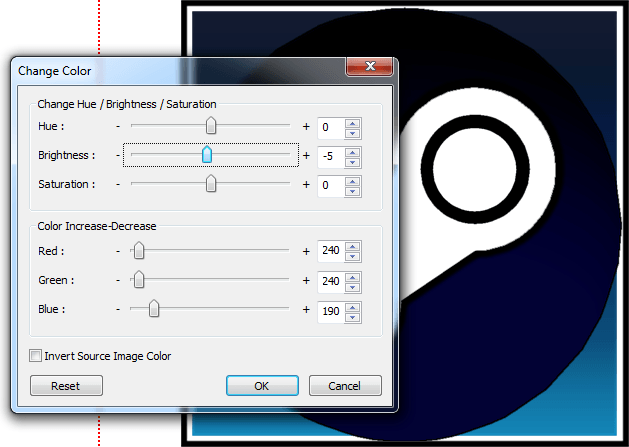 Change Color
Change Hue / Brightness / Saturation
Hue : - + 0
Brightness : - + -5
Saturation : - + 0
Color Increase-Decrease
Red : - + 240
Green : - + 240
Blue : - + 190
Invert Source Image Color
Reset OK Cancel